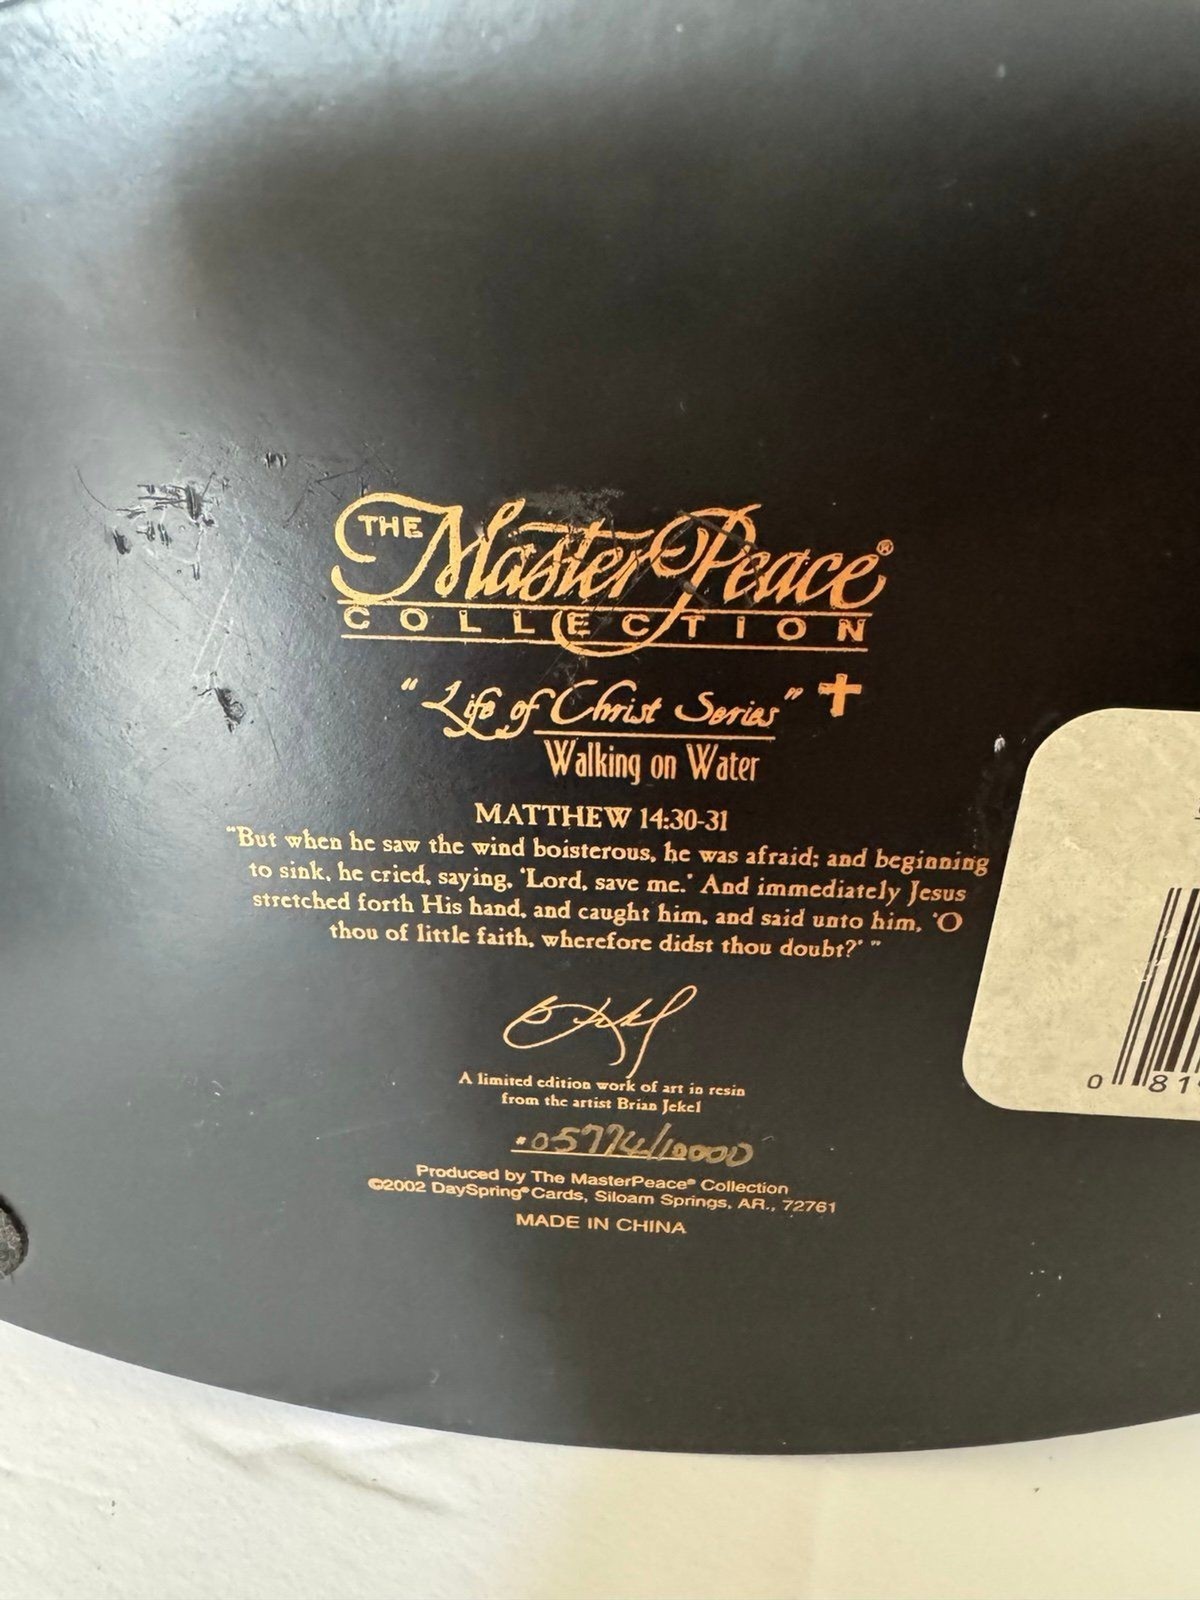 THE MasterPeace®
COLLECTION
"Life of Christ Series"
Walking on Water
MATTHEW 14:30-31
"But when he saw the wind boisterous, he was afraid; and beginning
to sink, he cried, saying, 'Lord, save me.' And immediately Jesus
stretched forth His hand, and caught him, and said unto him, 'O
thou of little faith, wherefore didst thou doubt?' "
A limited edition work of art in resin
from the artist Brian Jekel
05774/10000
Produced by The MasterPeace® Collection
©2002 DaySpring® Cards, Siloam Springs, AR., 72761
MADE IN CHINA
0 81